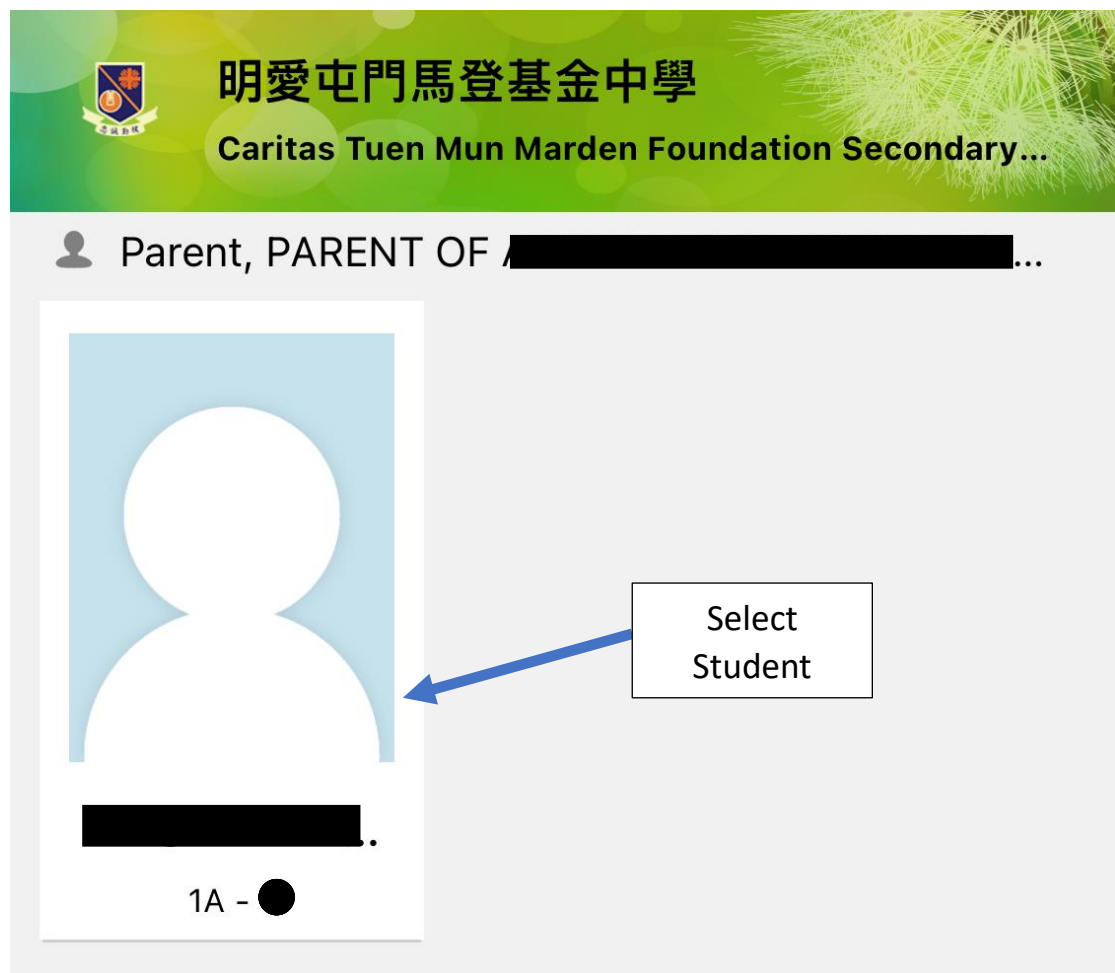 明愛屯門馬登基金中學
Caritas Tuen Mun Marden Foundation Secondary...
Parent, PARENT OF A...
Select
Student
..
1A -